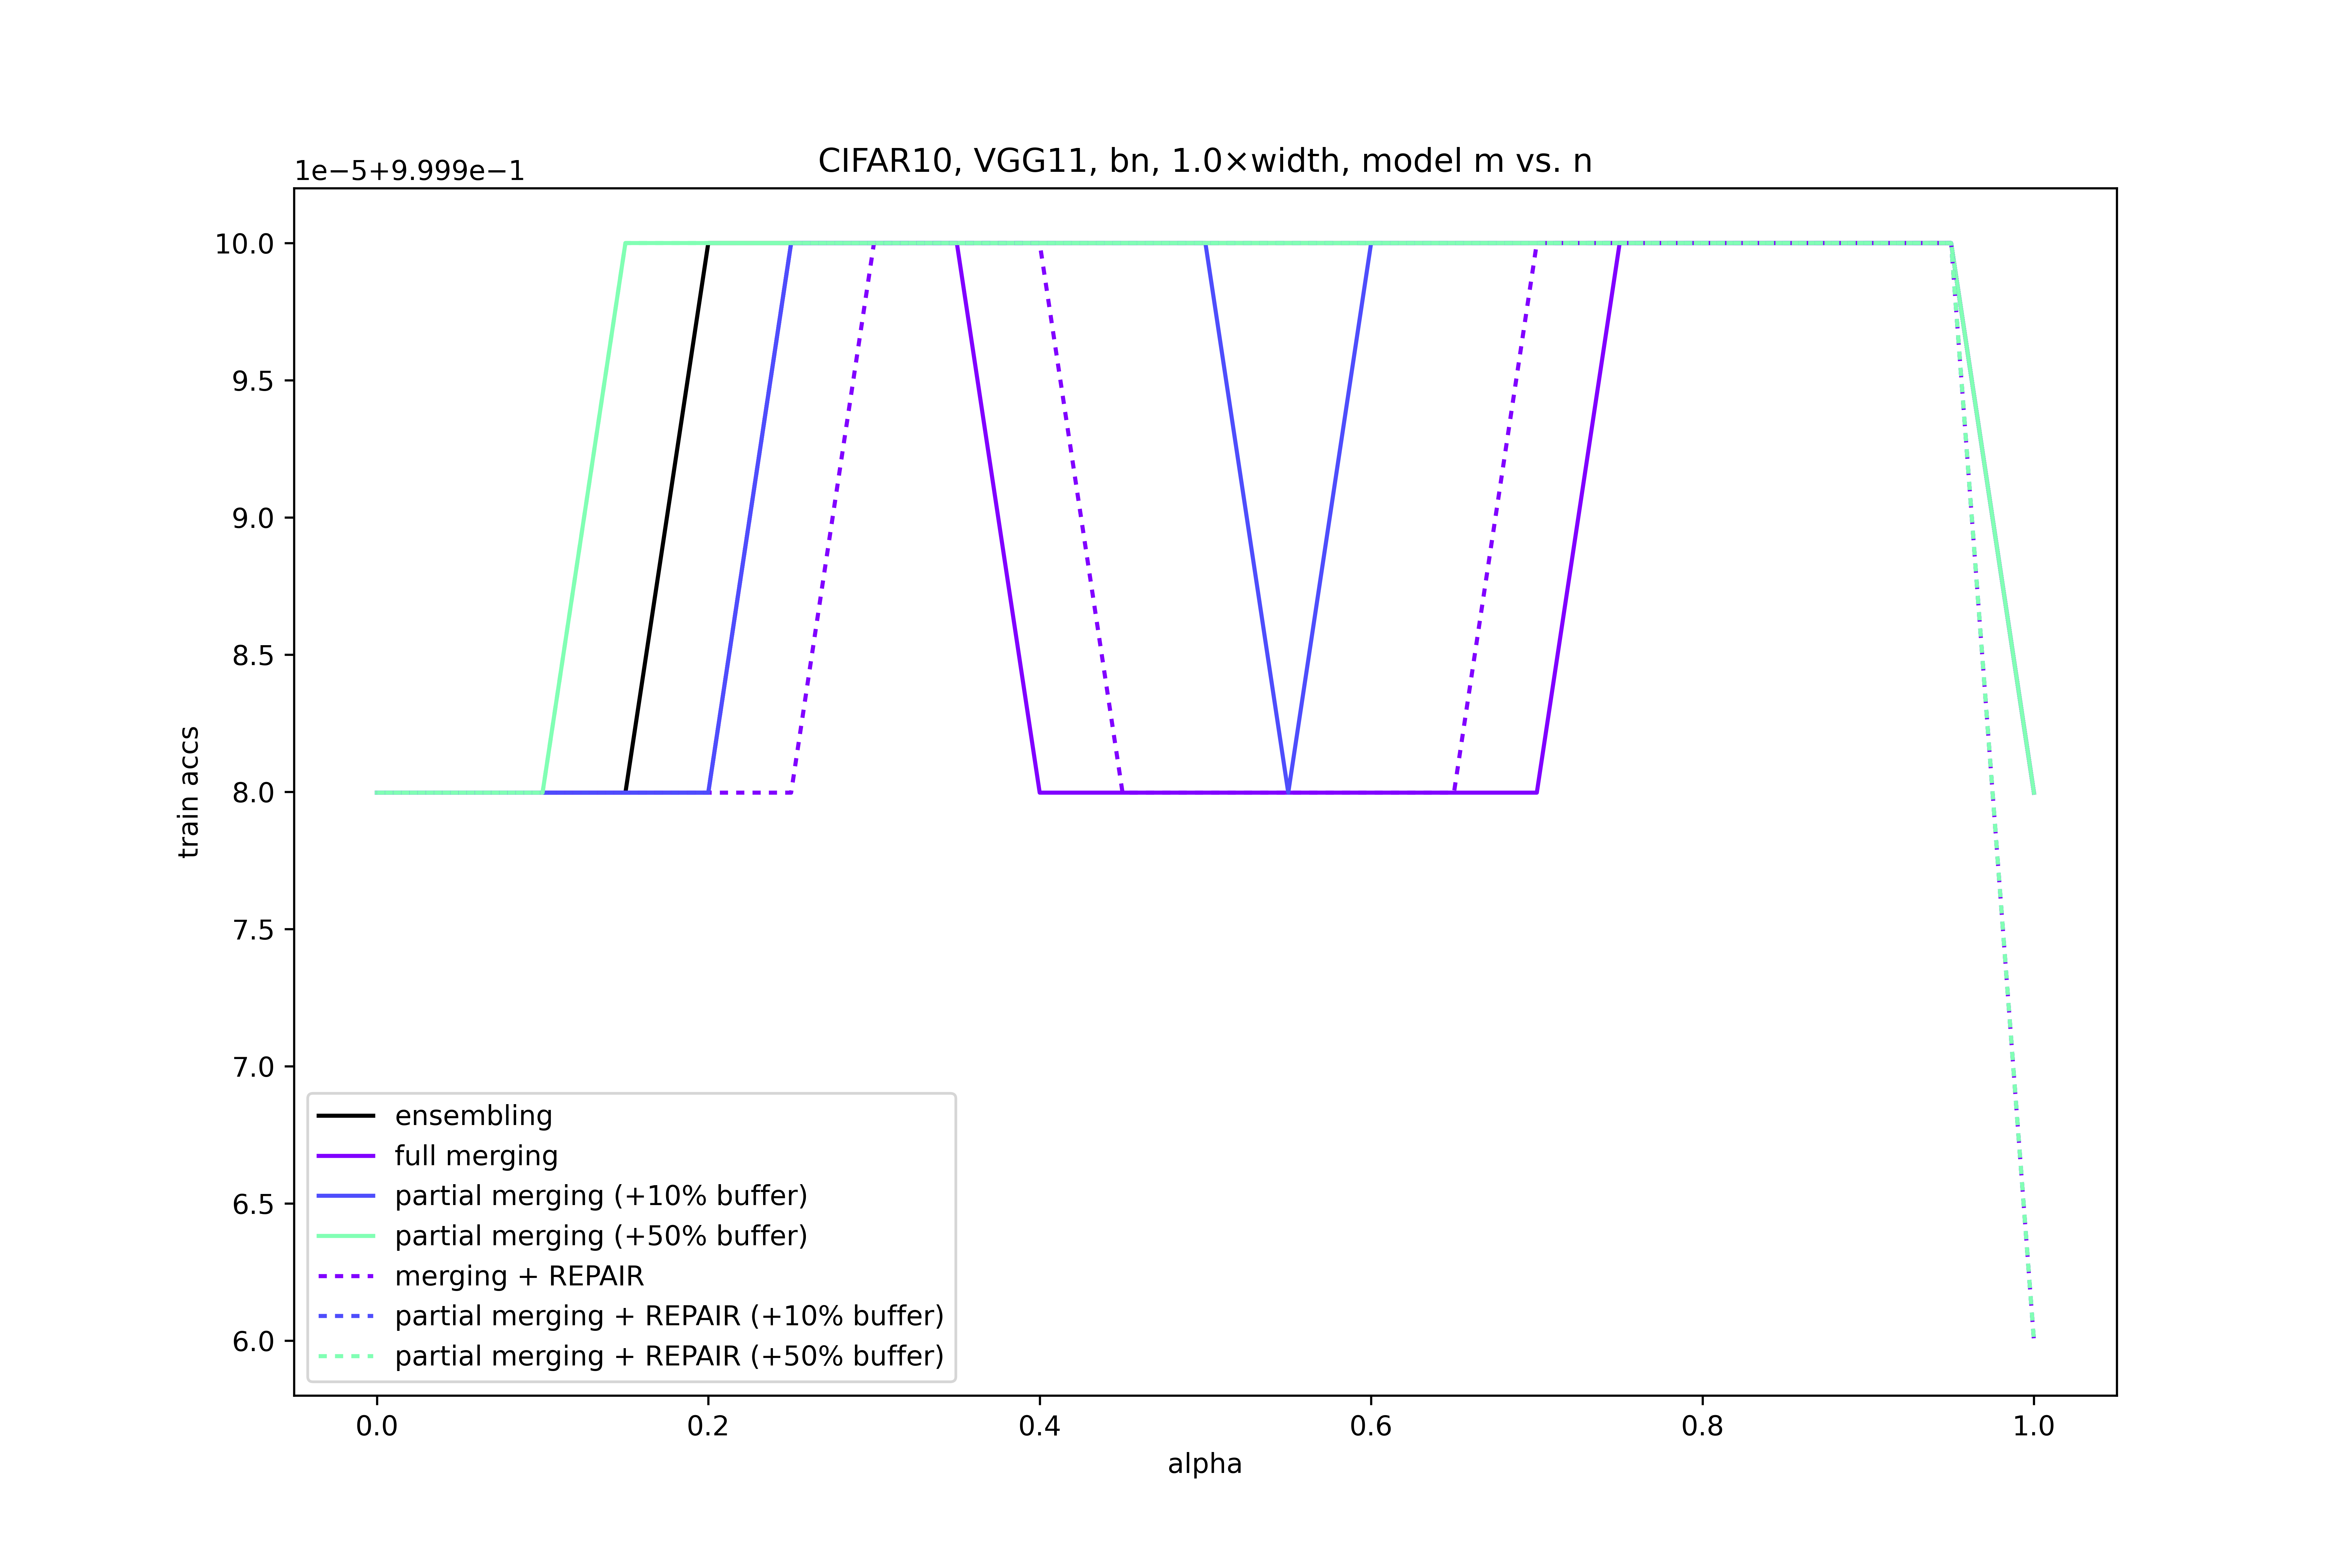 CIFAR10, VGG11, bn, 1.0×width, model m vs. n
1e−5+9.999e−1
10.0
9.5
9.0
8.5
8.0
7.5
7.0
6.5
6.0
train accs
ensembling
full merging
partial merging (+10% buffer)
partial merging (+50% buffer)
merging + REPAIR
partial merging + REPAIR (+10% buffer)
partial merging + REPAIR (+50% buffer)
0.0 0.2 0.4 0.6 0.8 1.0
alpha